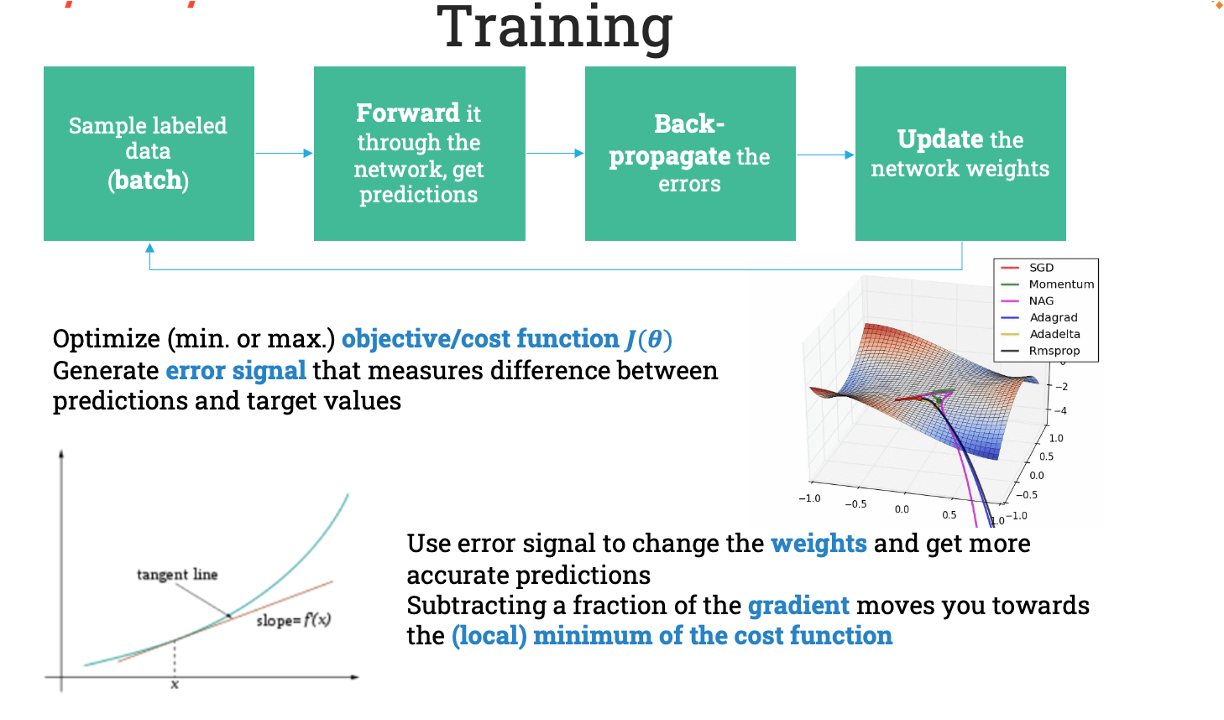 Training
Sample labeled
data
(batch)
Forward it
through the
network, get
predictions
Back-
propagate the
errors
Update the
network weights
SGD
Momentum
NAG
Adagrad
Adadelta
Rmsprop
Optimize (min. or max.) objective/cost function J(θ)
Generate error signal that measures difference between
predictions and target values
−2
−4
1.0
0.5
0.0
−0.5
−1.0
−1.0
−0.5
0.0
0.5
1.0
tangent line
slope=f'(x)
x
Use error signal to change the weights and get more
accurate predictions
Subtracting a fraction of the gradient moves you towards
the (local) minimum of the cost function